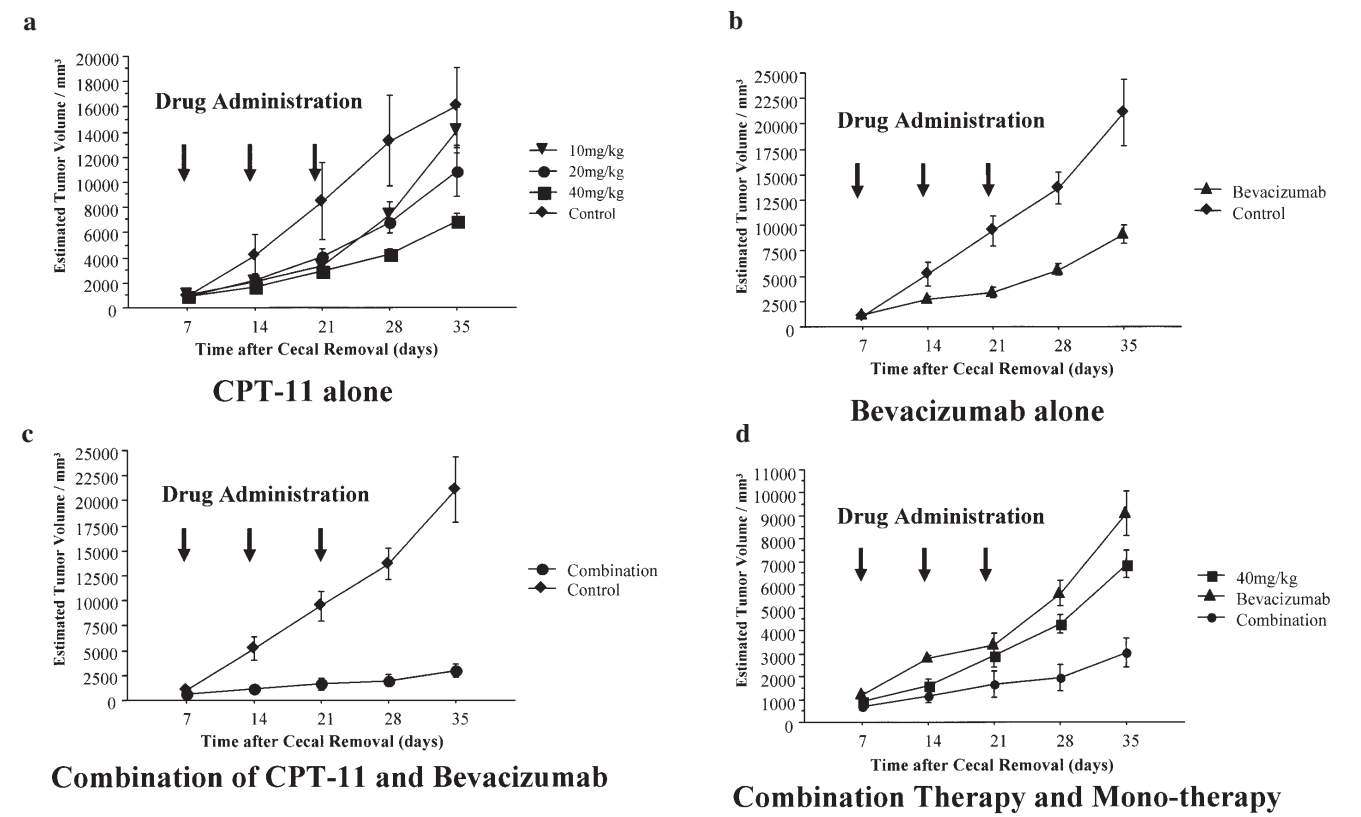 a
20000
18000
16000
14000
12000
10000
8000
6000
4000
2000
0
Estimated Tumor Volume / mm³
Drug Administration
10mg/kg
20mg/kg
40mg/kg
Control
7 14 21 28 35
Time after Cecal Removal (days)
CPT-11 alone
b
25000
22500
20000
17500
15000
12500
10000
7500
5000
2500
0
Estimated Tumor Volume / mm³
Drug Administration
Bevacizumab
Control
7 14 21 28 35
Time after Cecal Removal (days)
Bevacizumab alone
c
25000
22500
20000
17500
15000
12500
10000
7500
5000
2500
0
Estimated Tumor Volume / mm³
Drug Administration
Combination
Control
7 14 21 28 35
Time after Cecal Removal (days)
Combination of CPT-11 and Bevacizumab
d
11000
10000
9000
8000
7000
6000
5000
4000
3000
2000
1000
0
Estimated Tumor Volume / mm³
Drug Administration
40mg/kg
Bevacizumab
Combination
7 14 21 28 35
Time after Cecal Removal (days)
Combination Therapy and Mono-therapy